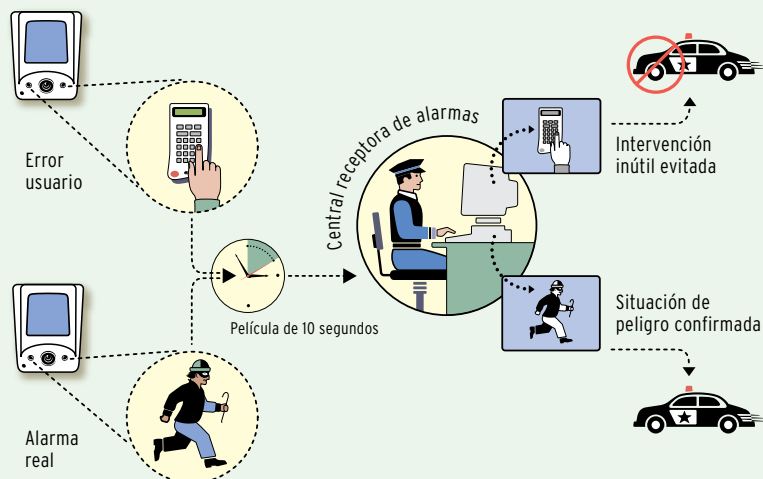 Error
usuario
Película de 10 segundos
Alarma
real
Central receptora de alarmas
Intervención
inútil evitada
Situación de
peligro confirmada